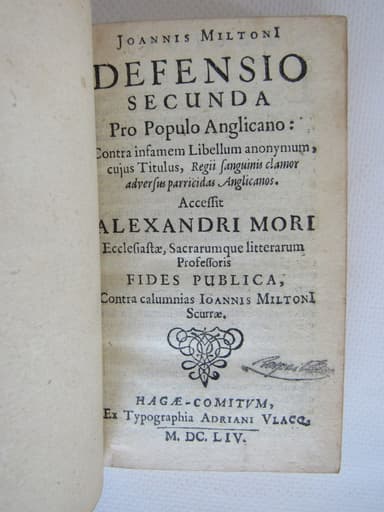 JOANNIS MILTONI
DEFENSIO
SECUNDA
Pro Populo Anglicano:
Contra infamem Libellum anonymum,
cujus Titulus, Regii sanguinis clamor
adversus parricidas Anglicanos.
Accessit
ALEXANDRI MORI
Ecclesiastæ, Sacrarumque litterarum
Professoris
FIDES PUBLICA,
Contra calumnias IOANNIS MILTONI
Scurræ.
HAGÆ-COMITVM,
Ex Typographia ADRIANI VLACQ,
M. DC. LIV.